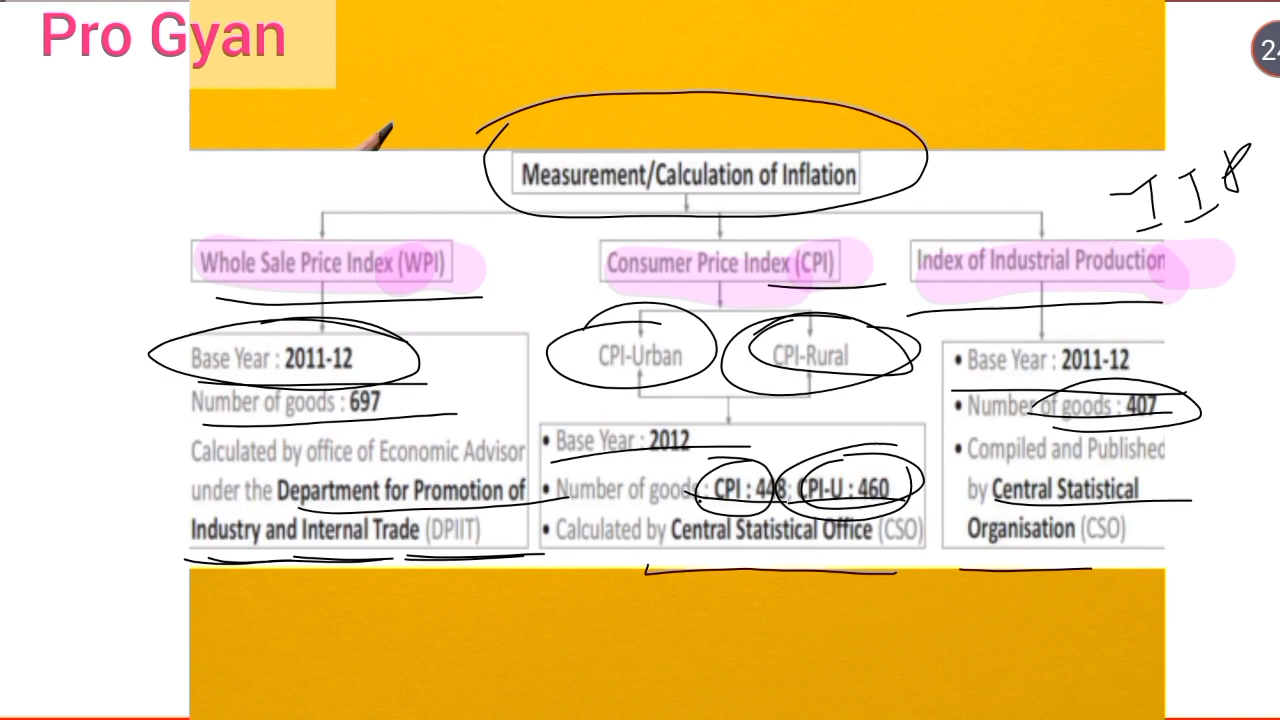 Pro Gyan
24
Measurement/Calculation of Inflation
Whole Sale Price Index (WPI)
Consumer Price Index (CPI)
Index of Industrial Production
Base Year : 2011-12
Number of goods : 697
Calculated by office of Economic Advisor
under the Department for Promotion of
Industry and Internal Trade (DPIIT)
CPI-Urban
CPI-Rural
• Base Year : 2012
• Number of goods : CPI : 448; CPI-U : 460
• Calculated by Central Statistical Office (CSO)
• Base Year : 2011-12
• Number of goods : 407
• Compiled and Published
by Central Statistical
Organisation (CSO)